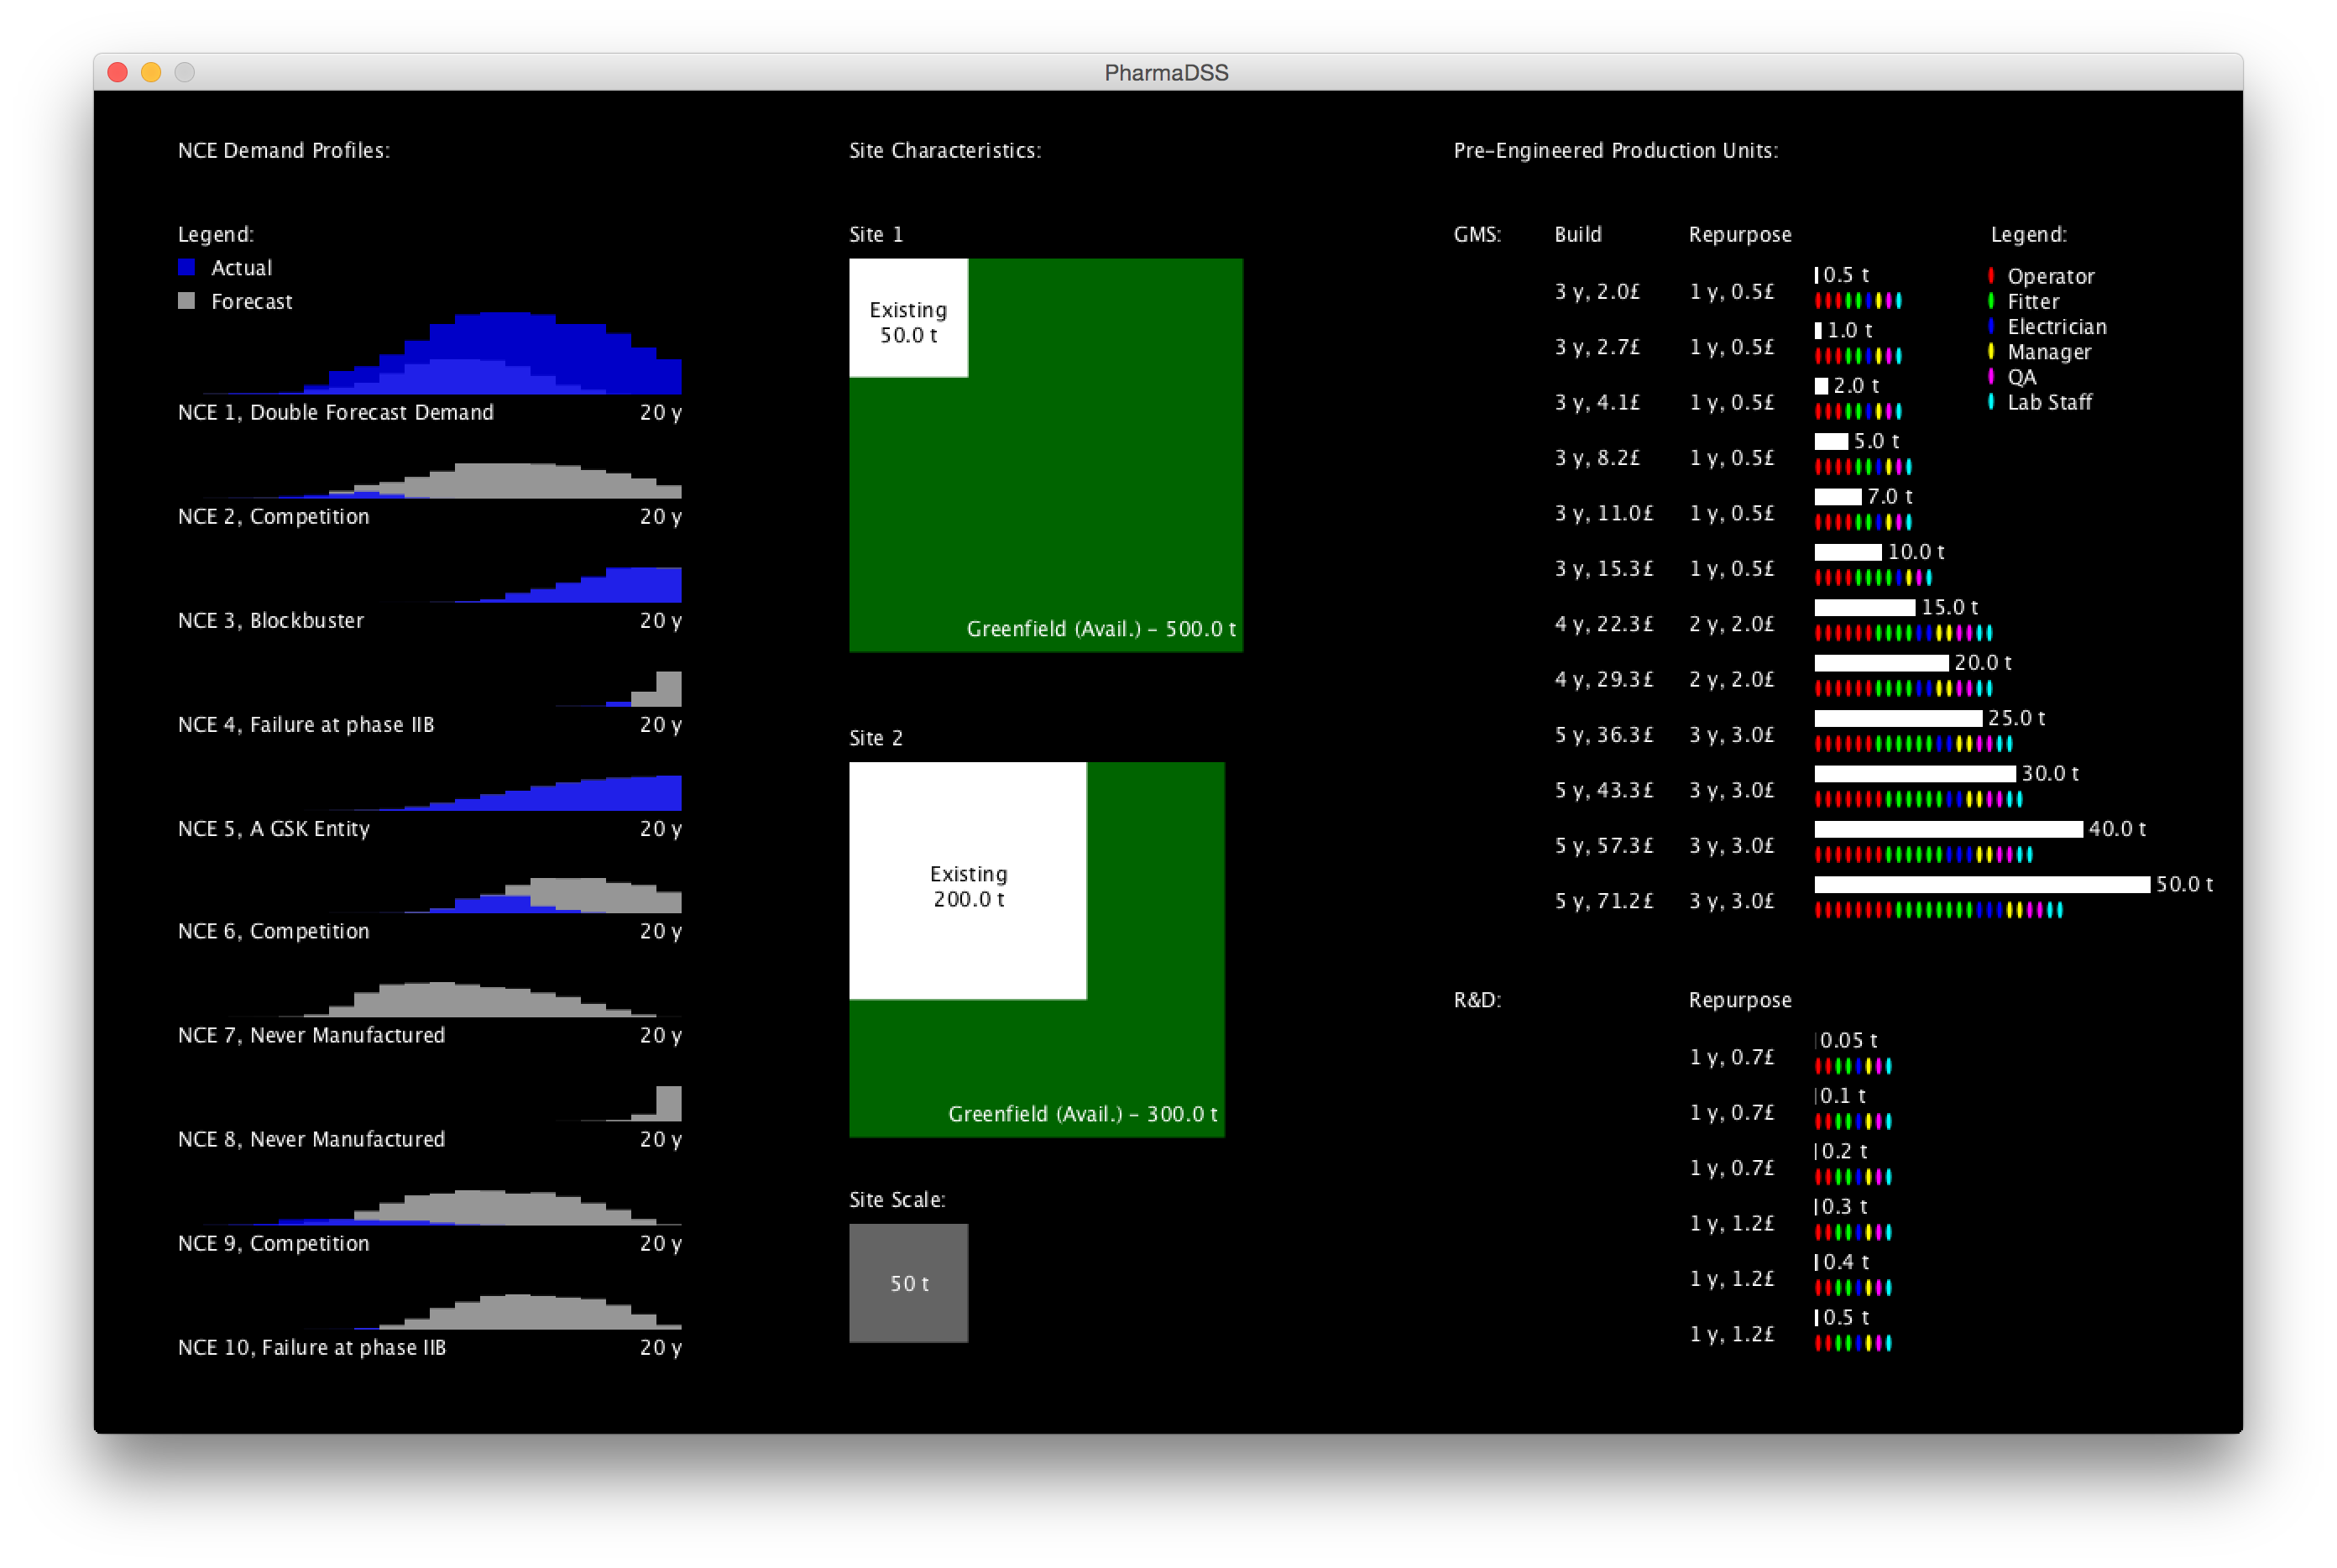 PharmaDSS
NCE Demand Profiles:
Legend:
Actual
Forecast
NCE 1, Double Forecast Demand 20 y
NCE 2, Competition 20 y
NCE 3, Blockbuster 20 y
NCE 4, Failure at phase IIB 20 y
NCE 5, A GSK Entity 20 y
NCE 6, Competition 20 y
NCE 7, Never Manufactured 20 y
NCE 8, Never Manufactured 20 y
NCE 9, Competition 20 y
NCE 10, Failure at phase IIB 20 y
Site Characteristics:
Site 1
Existing
50.0 t
Greenfield (Avail.) – 500.0 t
Site 2
Existing
200.0 t
Greenfield (Avail.) – 300.0 t
Site Scale:
50 t
Pre–Engineered Production Units:
GMS: Build Repurpose
3 y, 2.0£ 1 y, 0.5£ 0.5 t
3 y, 2.7£ 1 y, 0.5£ 1.0 t
3 y, 4.1£ 1 y, 0.5£ 2.0 t
3 y, 8.2£ 1 y, 0.5£ 5.0 t
3 y, 11.0£ 1 y, 0.5£ 7.0 t
3 y, 15.3£ 1 y, 0.5£ 10.0 t
4 y, 22.3£ 2 y, 2.0£ 15.0 t
4 y, 29.3£ 2 y, 2.0£ 20.0 t
5 y, 36.3£ 3 y, 3.0£ 25.0 t
5 y, 43.3£ 3 y, 3.0£ 30.0 t
5 y, 57.3£ 3 y, 3.0£ 40.0 t
5 y, 71.2£ 3 y, 3.0£ 50.0 t
Legend:
Operator
Fitter
Electrician
Manager
QA
Lab Staff
R&D: Repurpose
1 y, 0.7£ 0.05 t
1 y, 0.7£ 0.1 t
1 y, 0.7£ 0.2 t
1 y, 1.2£ 0.3 t
1 y, 1.2£ 0.4 t
1 y, 1.2£ 0.5 t